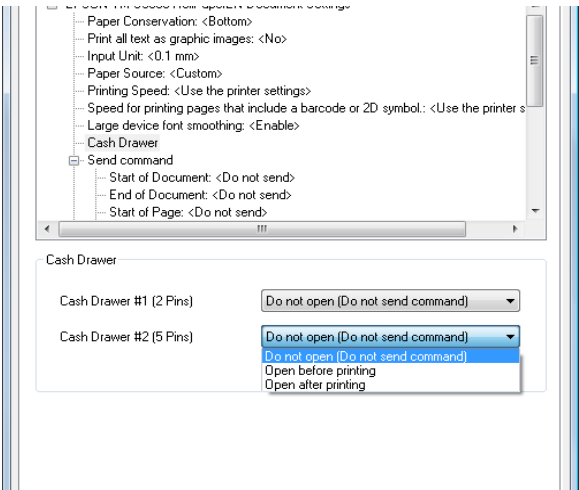 Paper Conservation: <Bottom>
Print all text as graphic images: <No>
Input Unit: <0.1 mm>
Paper Source: <Custom>
Printing Speed: <Use the printer settings>
Speed for printing pages that include a barcode or 2D symbol.: <Use the printer s
Large device font smoothing: <Enable>
Cash Drawer
Send command
Start of Document: <Do not send>
End of Document: <Do not send>
Start of Page: <Do not send>
Cash Drawer
Cash Drawer #1 (2 Pins) Do not open (Do not send command)
Cash Drawer #2 (5 Pins) Do not open (Do not send command)
Do not open (Do not send command)
Open before printing
Open after printing